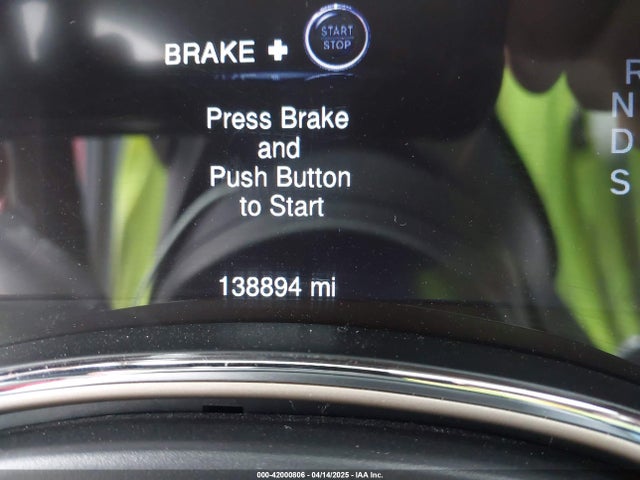 BRAKE + START STOP
Press Brake
and
Push Button
to Start
138894 mi
R
N
D
S
000-42000806 - 04/14/2025 - IAA Inc.